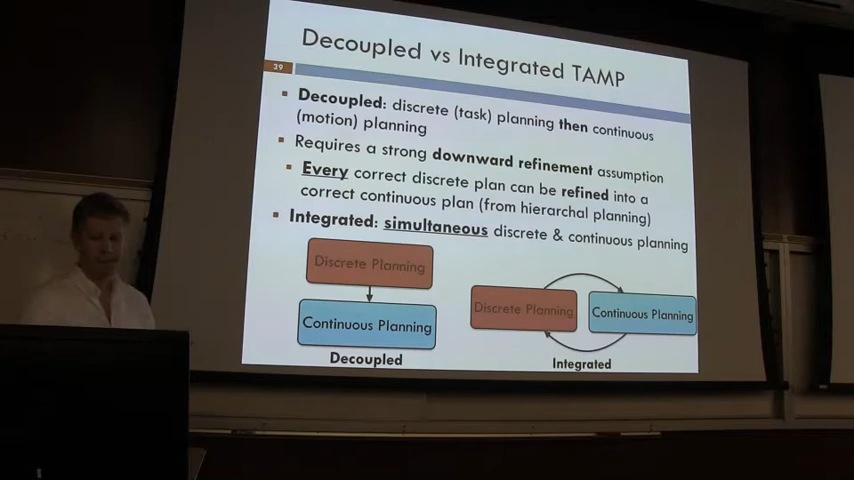 Decoupled vs Integrated TAMP
39
Decoupled: discrete (task) planning then continuous
(motion) planning
Requires a strong downward refinement assumption
Every correct discrete plan can be refined into a
correct continuous plan (from hierarchal planning)
Integrated: simultaneous discrete & continuous planning
Discrete Planning
Continuous Planning
Decoupled
Discrete Planning
Continuous Planning
Integrated